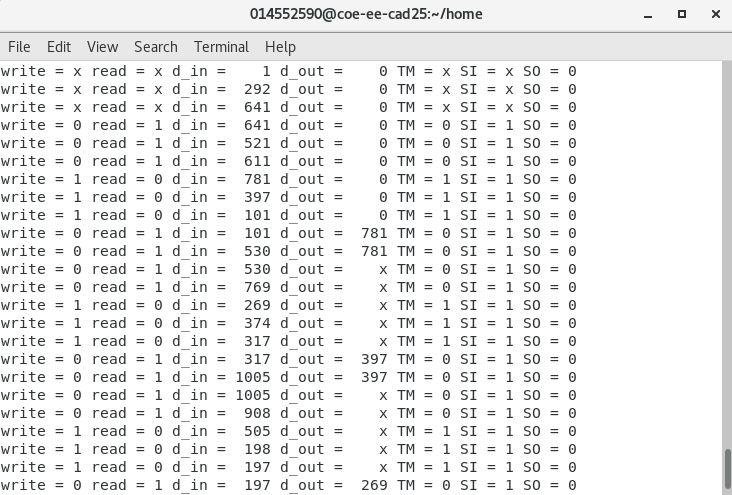 014552590@coe-ee-cad25:~/home
File Edit View Search Terminal Help
write = x read = x d_in =    1 d_out =    0 TM = x SI = x SO = 0
write = x read = x d_in =  292 d_out =    0 TM = x SI = x SO = 0
write = x read = x d_in =  641 d_out =    0 TM = x SI = x SO = 0
write = 0 read = 1 d_in =  641 d_out =    0 TM = 0 SI = 1 SO = 0
write = 0 read = 1 d_in =  521 d_out =    0 TM = 0 SI = 1 SO = 0
write = 0 read = 1 d_in =  611 d_out =    0 TM = 0 SI = 1 SO = 0
write = 1 read = 0 d_in =  781 d_out =    0 TM = 1 SI = 1 SO = 0
write = 1 read = 0 d_in =  397 d_out =    0 TM = 1 SI = 1 SO = 0
write = 1 read = 0 d_in =  101 d_out =    0 TM = 1 SI = 1 SO = 0
write = 0 read = 1 d_in =  101 d_out =  781 TM = 0 SI = 1 SO = 0
write = 0 read = 1 d_in =  530 d_out =  781 TM = 0 SI = 1 SO = 0
write = 0 read = 1 d_in =  530 d_out =    x TM = 0 SI = 1 SO = 0
write = 0 read = 1 d_in =  769 d_out =    x TM = 0 SI = 1 SO = 0
write = 1 read = 0 d_in =  269 d_out =    x TM = 1 SI = 1 SO = 0
write = 1 read = 0 d_in =  374 d_out =    x TM = 1 SI = 1 SO = 0
write = 1 read = 0 d_in =  317 d_out =    x TM = 1 SI = 1 SO = 0
write = 0 read = 1 d_in =  317 d_out =  397 TM = 0 SI = 1 SO = 0
write = 0 read = 1 d_in = 1005 d_out =  397 TM = 0 SI = 1 SO = 0
write = 0 read = 1 d_in = 1005 d_out =    x TM = 0 SI = 1 SO = 0
write = 0 read = 1 d_in =  908 d_out =    x TM = 0 SI = 1 SO = 0
write = 1 read = 0 d_in =  505 d_out =    x TM = 1 SI = 1 SO = 0
write = 1 read = 0 d_in =  198 d_out =    x TM = 1 SI = 1 SO = 0
write = 1 read = 0 d_in =  197 d_out =    x TM = 1 SI = 1 SO = 0
write = 0 read = 1 d_in =  197 d_out =  269 TM = 0 SI = 1 SO = 0